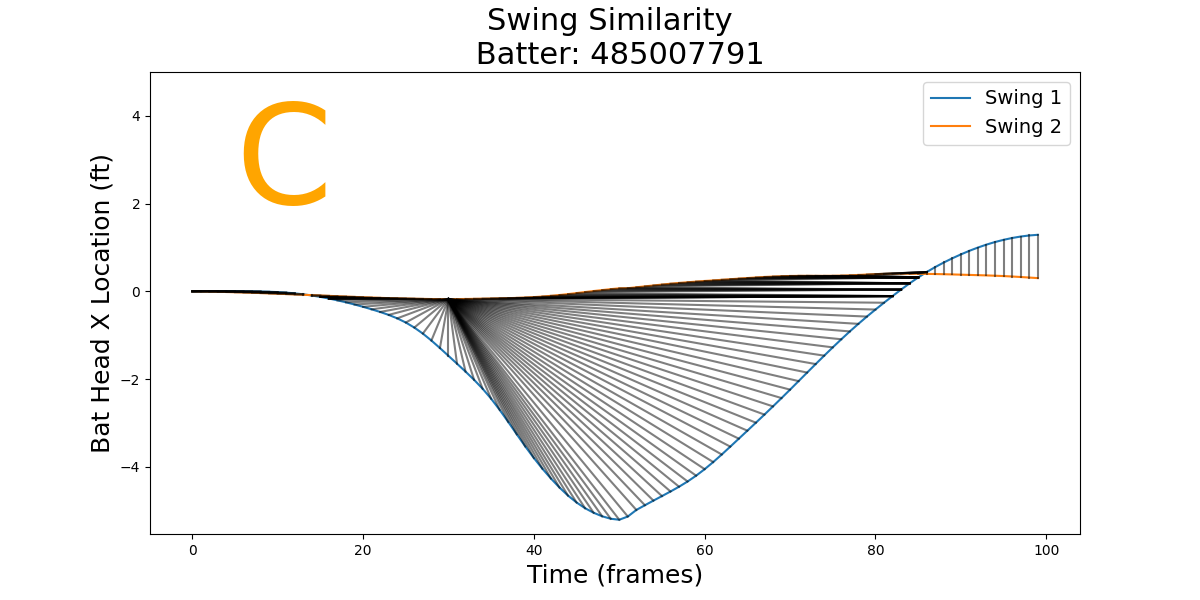 Swing Similarity
Batter: 485007791
C
Swing 1
Swing 2
Bat Head X Location (ft)
4
2
0
−2
−4
0 20 40 60 80 100
Time (frames)